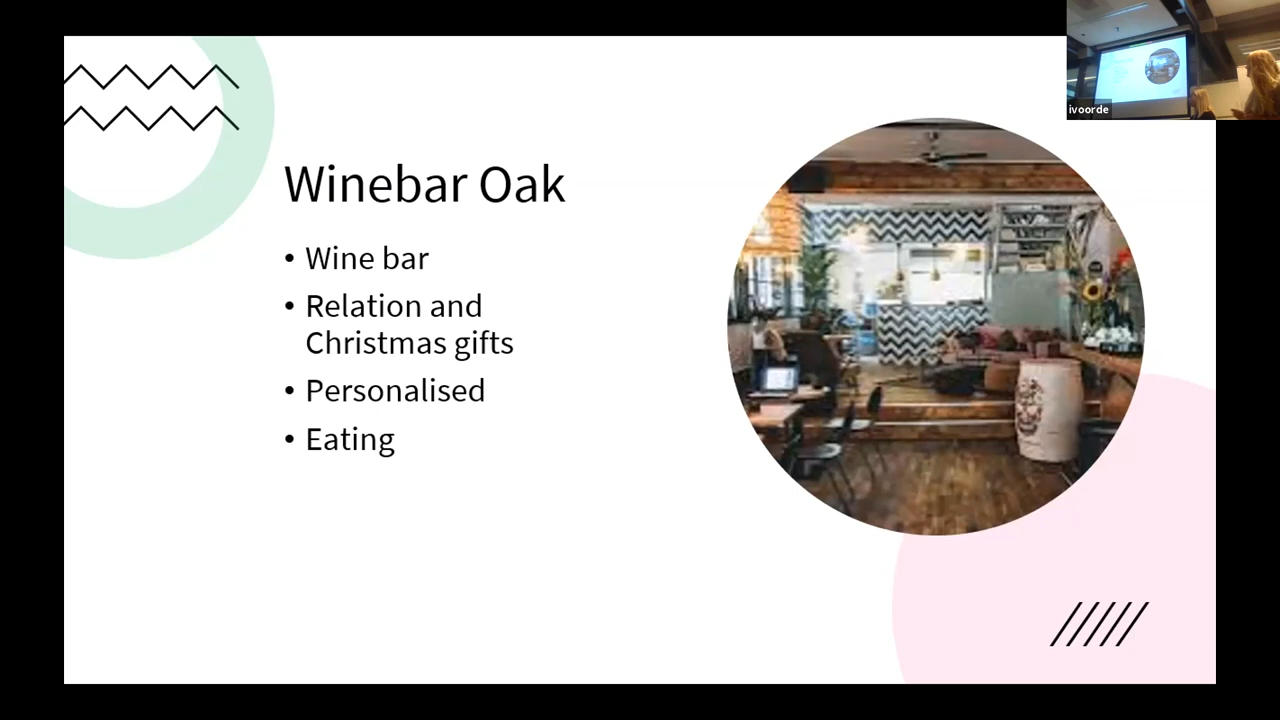 ivoorde
Winebar Oak
• Wine bar
• Relation and
Christmas gifts
• Personalised
• Eating